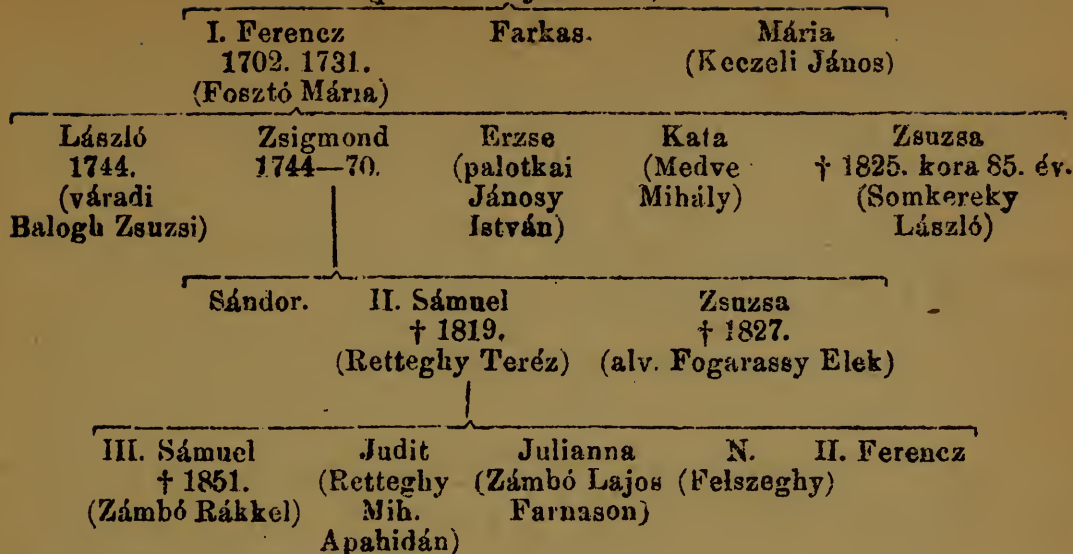 I. Ferencz Farkas. Mária
1702. 1731. (Keczeli János)
(Fosztó Mária)
László Zsigmond Erzse Kata Zsuzsa
1744. 1744—70. (palotkai (Medve † 1825. kora 85. év.
(váradi Jánosy Mihály) (Somkereky
Balogh Zsuzsi) István) László)
Sándor. II. Sámuel Zsuzsa
† 1819. † 1827.
(Retteghy Teréz) (alv. Fogarassy Elek)
III. Sámuel Judit Julianna N. II. Ferencz
† 1851. (Retteghy (Zámbó Lajos (Felszeghy)
(Zámbó Rákkel) Mih. Farnason)
Apahidán)